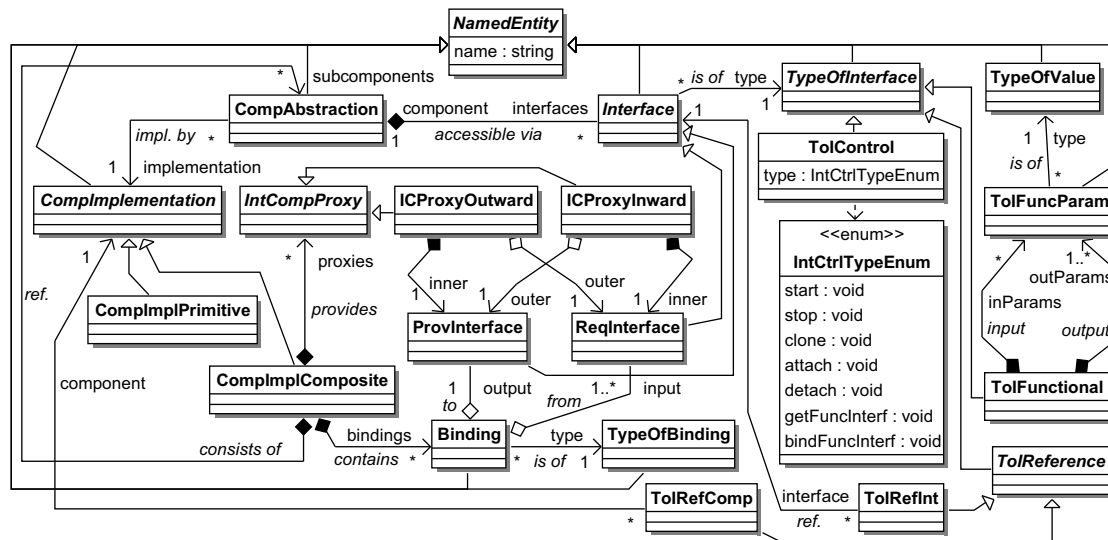 NamedEntity
name : string
*
subcomponents
CompAbstraction
component
interfaces
Interface
*
is of
type
1
TypeOfInterface
TypeOfValue
impl. by
*
1
accessible via
*
1
1
type
is of
*
TolControl
type : IntCtrlTypeEnum
1
implementation
CompImplementation
IntCompProxy
ICProxyOutward
ICProxyInward
TolFuncParam
<<enum>>
IntCtrlTypeEnum
start : void
stop : void
clone : void
attach : void
detach : void
getFuncInterf : void
bindFuncInterf : void
1
ref.
*
proxies
provides
inner
1
1
outer
outer
1
1
inner
*
1..*
outParams
inParams
input
output
CompImplPrimitive
ProvInterface
ReqInterface
component
CompImplComposite
1
output
to
from
1..*
input
TolFunctional
consists of
bindings
contains
*
Binding
*
type
is of
1
TypeOfBinding
TolReference
TolRefComp
*
interface
ref.
*
TolRefInt